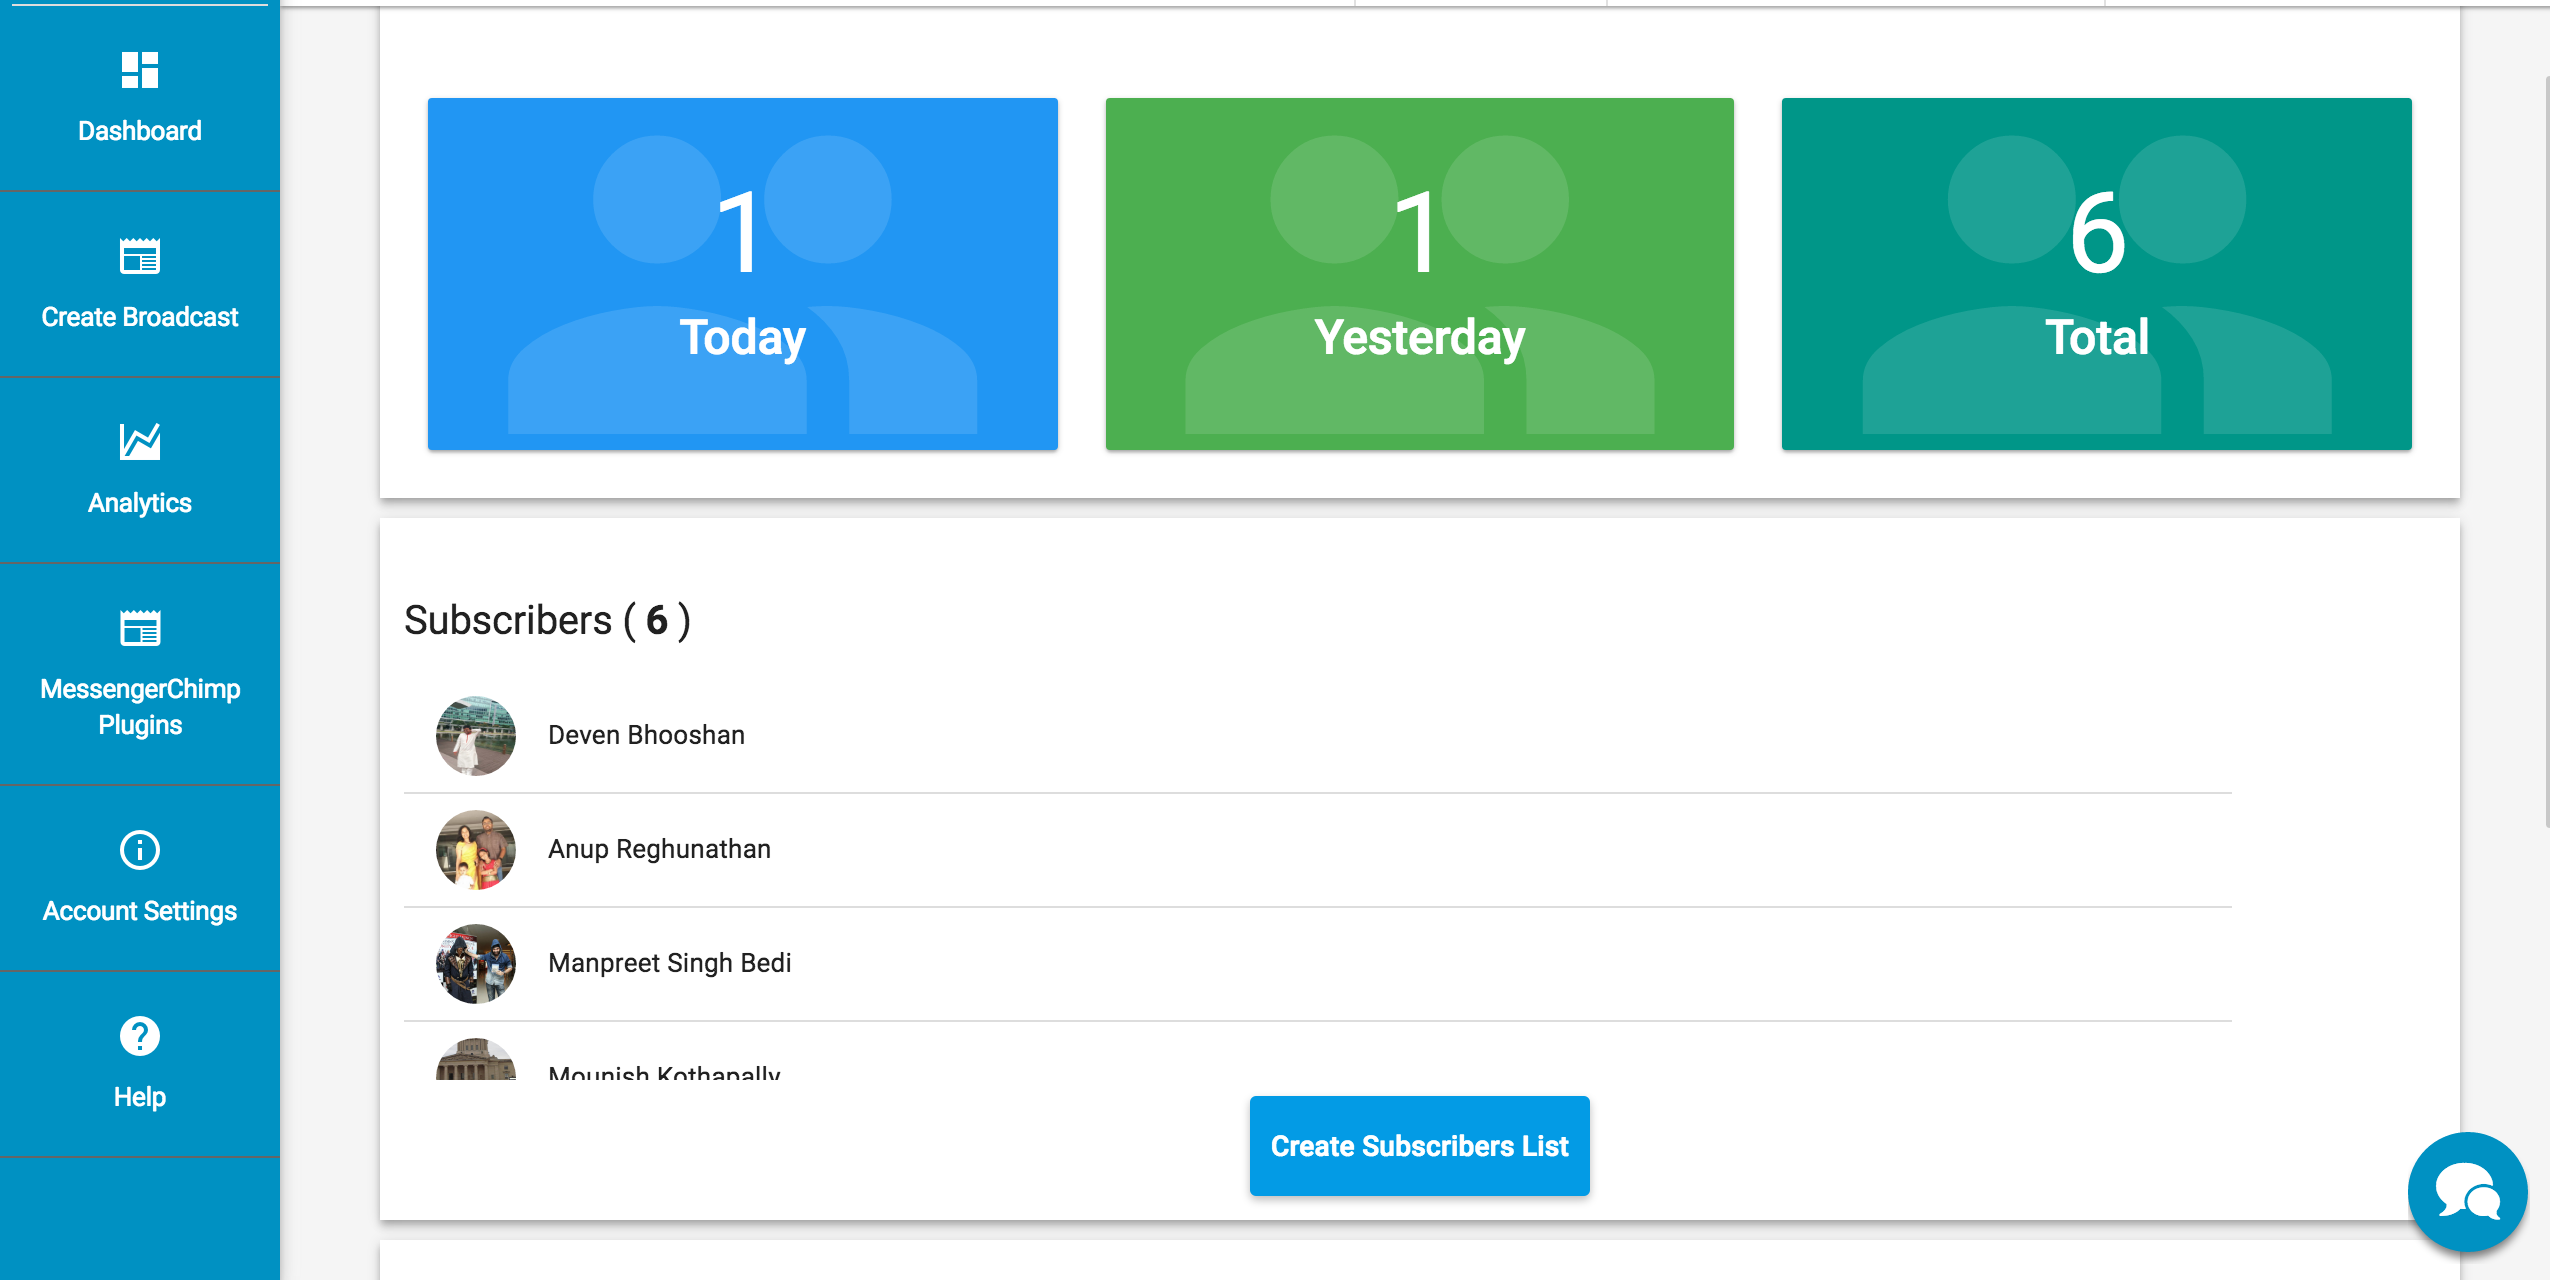 Dashboard
Create Broadcast
Analytics
MessengerChimp
Plugins
Account Settings
Help
1
Today
1
Yesterday
6
Total
Subscribers ( 6 )
Deven Bhooshan
Anup Reghunathan
Manpreet Singh Bedi
Mounish Kothapally
Create Subscribers List